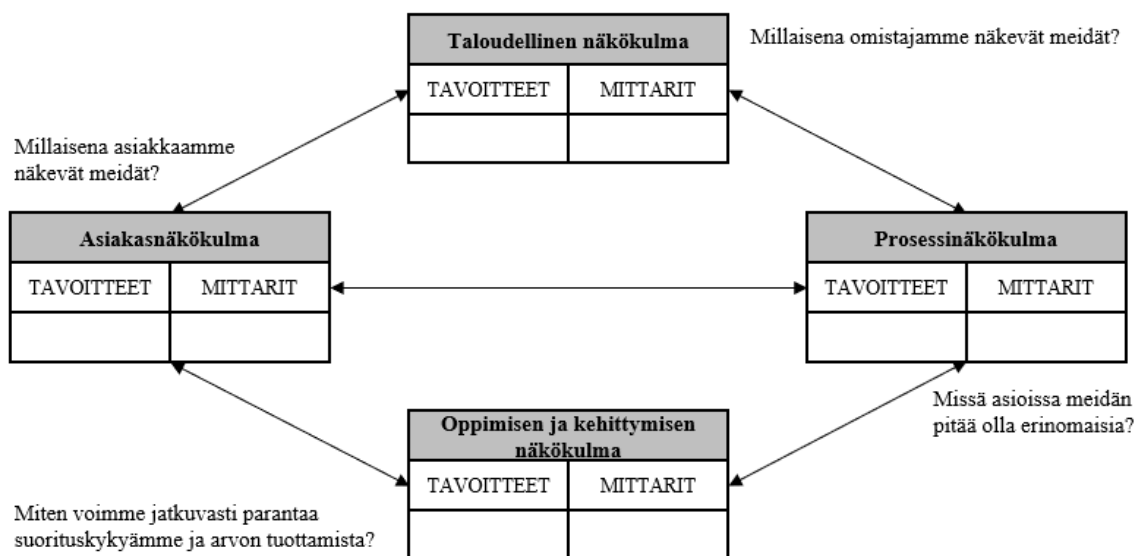 Taloudellinen näkökulma
Millaisena omistajamme näkevät meidät?
TAVOITTEET MITTARIT
Millaisena asiakkaamme
näkevät meidät?
Asiakasnäkökulma
TAVOITTEET MITTARIT
Prosessinäkökulma
TAVOITTEET MITTARIT
Missä asioissa meidän
pitää olla erinomaisia?
Oppimisen ja kehittymisen
näkökulma
TAVOITTEET MITTARIT
Miten voimme jatkuvasti parantaa
suorituskykyämme ja arvon tuottamista?